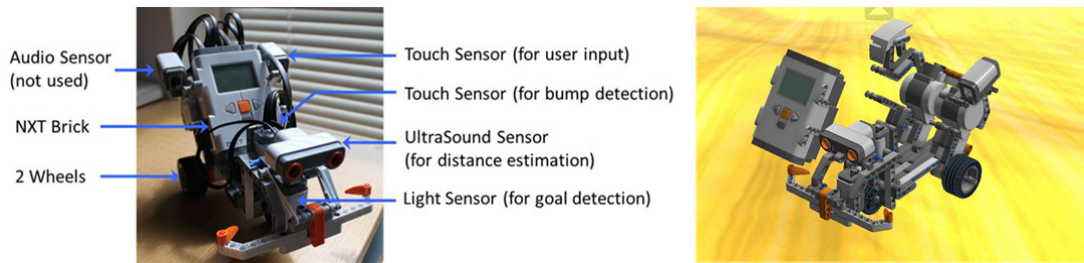 Audio Sensor
(not used)
NXT Brick
2 Wheels
Touch Sensor (for user input)
Touch Sensor (for bump detection)
UltraSound Sensor
(for distance estimation)
Light Sensor (for goal detection)